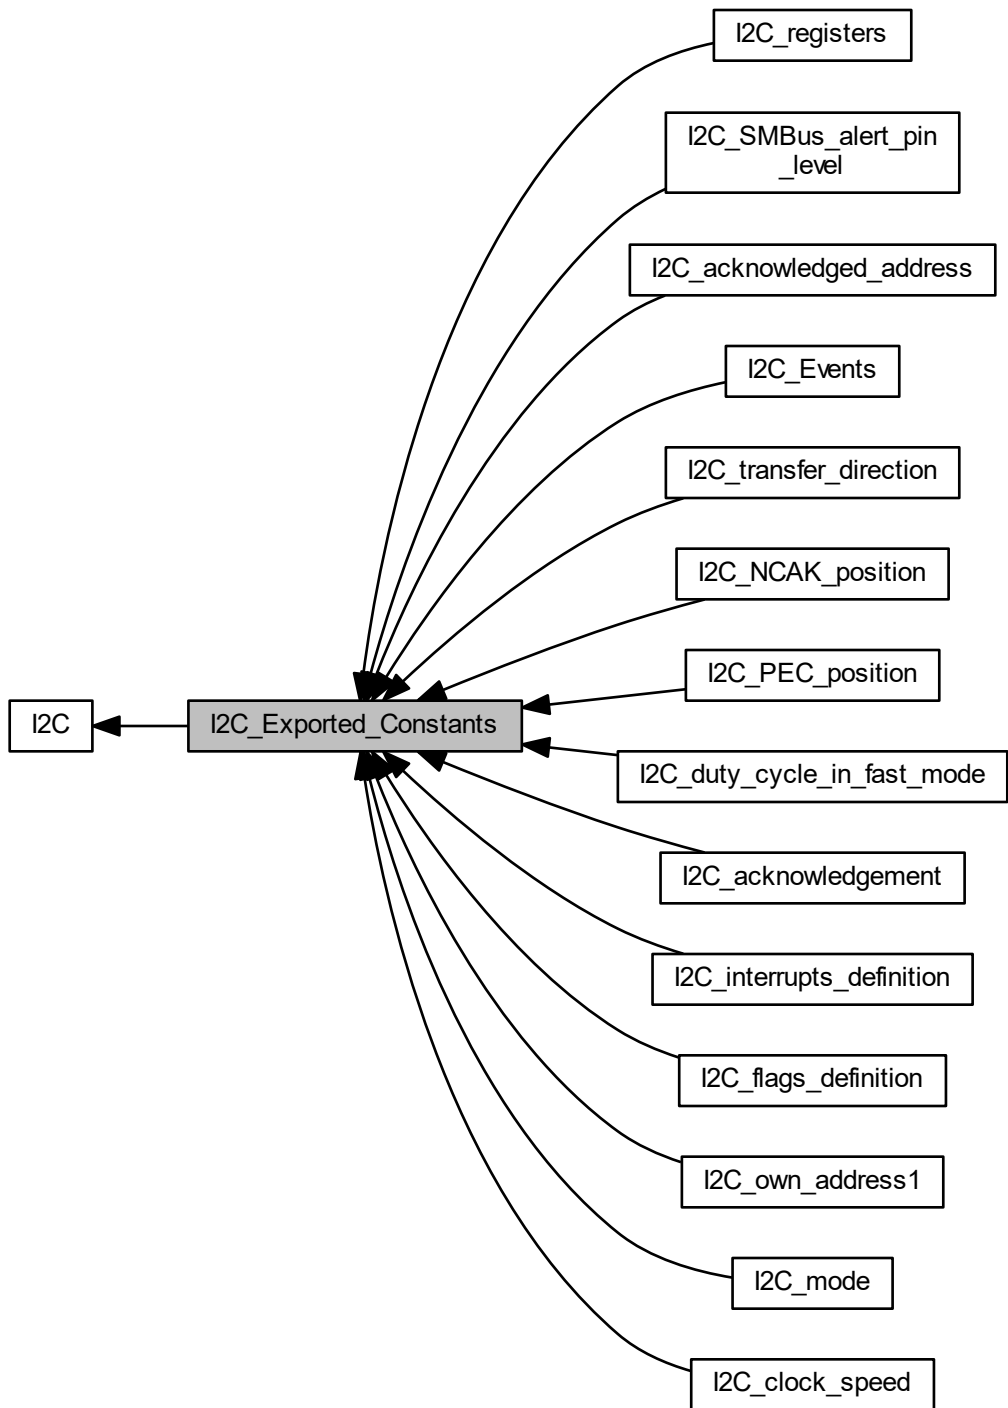 I2C_registers
I2C_SMBus_alert_pin
_level
I2C_acknowledged_address
I2C_Events
I2C_transfer_direction
I2C_NCAK_position
I2C_PEC_position
I2C
I2C_Exported_Constants
I2C_duty_cycle_in_fast_mode
I2C_acknowledgement
I2C_interrupts_definition
I2C_flags_definition
I2C_own_address1
I2C_mode
I2C_clock_speed